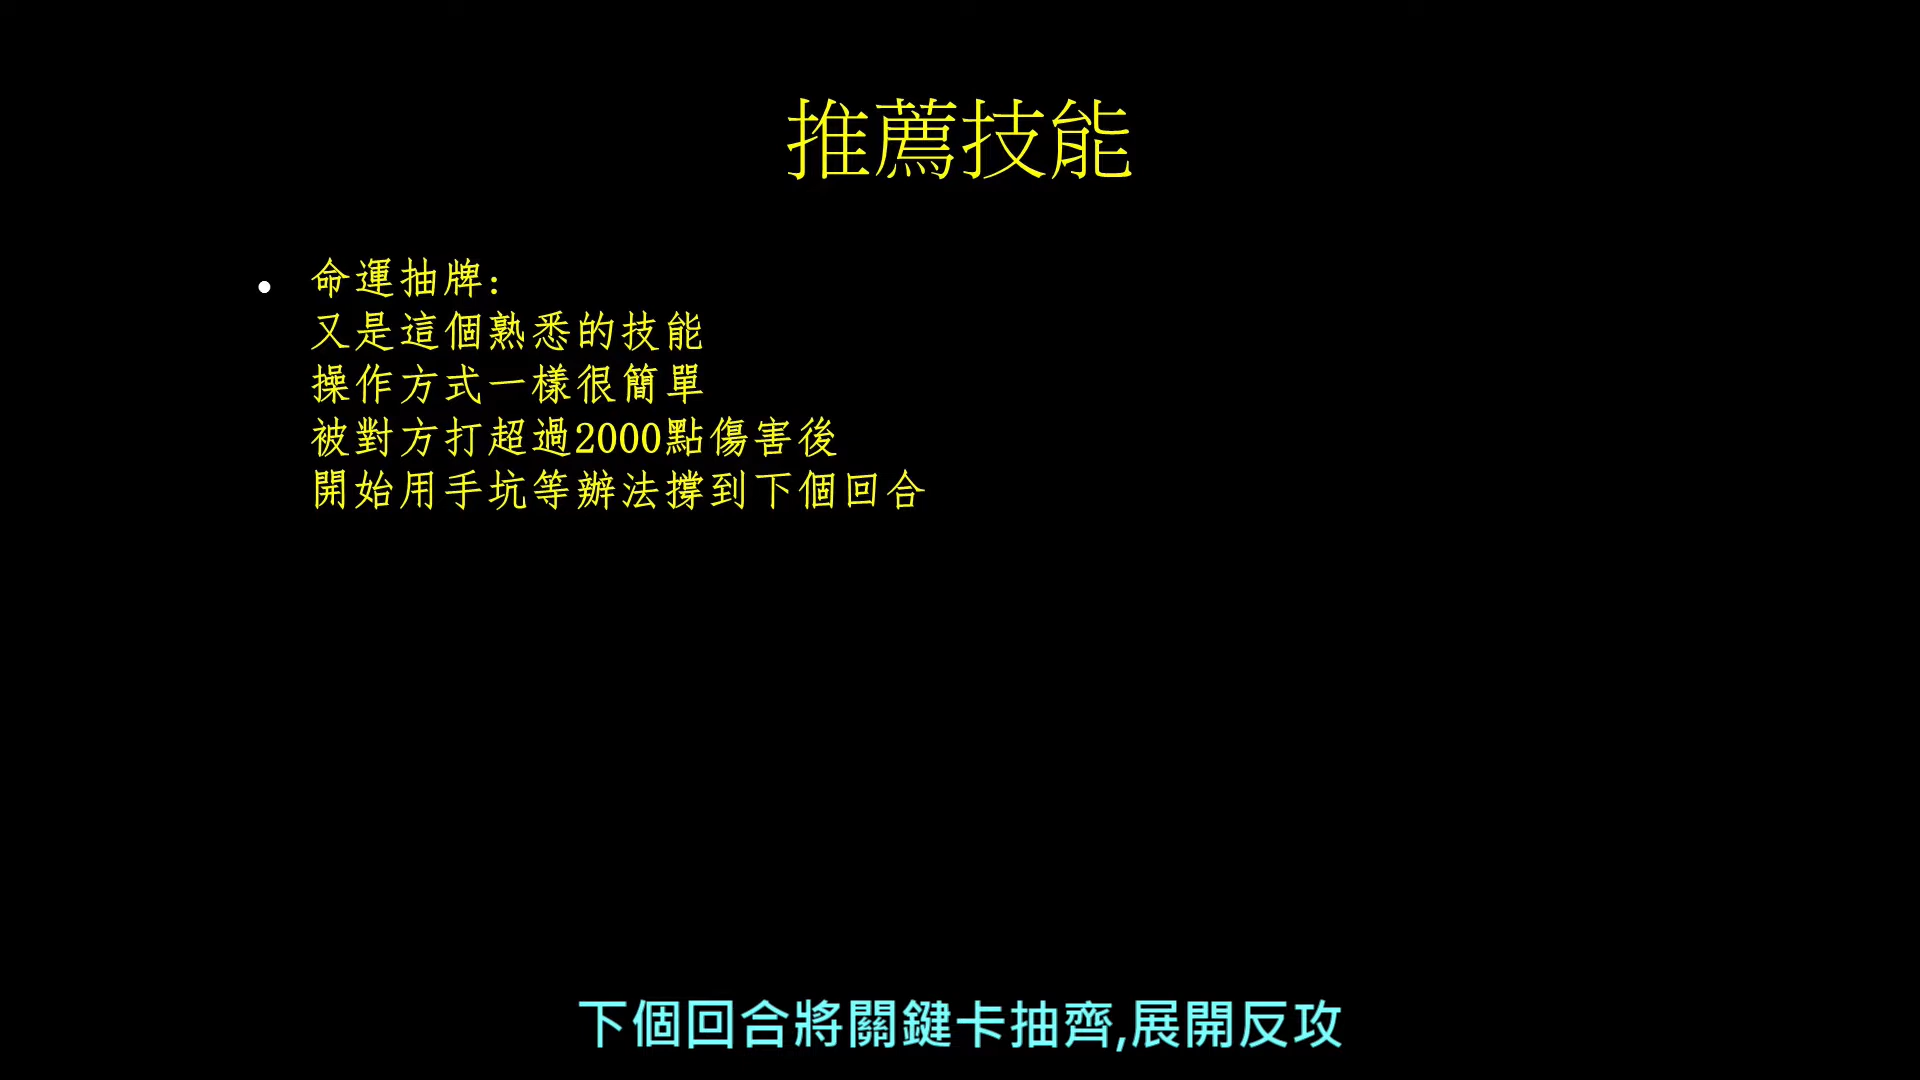 推薦技能
命運抽牌:
又是這個熟悉的技能
操作方式一樣很簡單
被對方打超過2000點傷害後
開始用手坑等辦法撐到下個回合
下個回合將關鍵卡抽齊,展開反攻